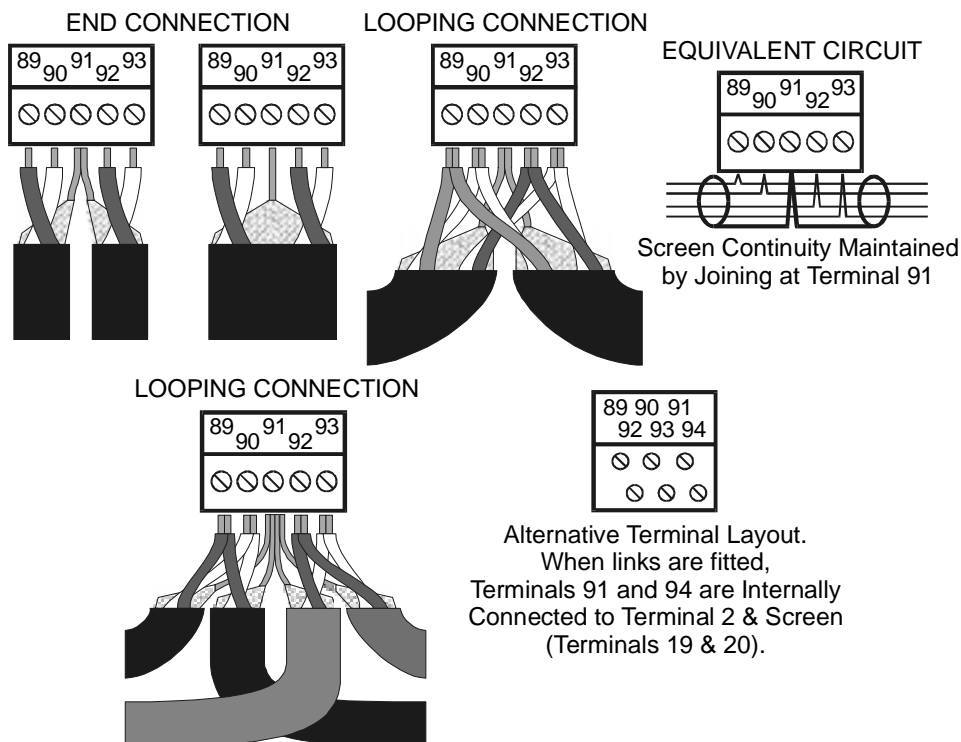 END CONNECTION
89 90 91 92 93
89 90 91 92 93
LOOPING CONNECTION
89 90 91 92 93
EQUIVALENT CIRCUIT
89 90 91 92 93
Screen Continuity Maintained
by Joining at Terminal 91
LOOPING CONNECTION
89 90 91 92 93
89 90 91
92 93 94
Alternative Terminal Layout.
When links are fitted,
Terminals 91 and 94 are Internally
Connected to Terminal 2 & Screen
(Terminals 19 & 20).